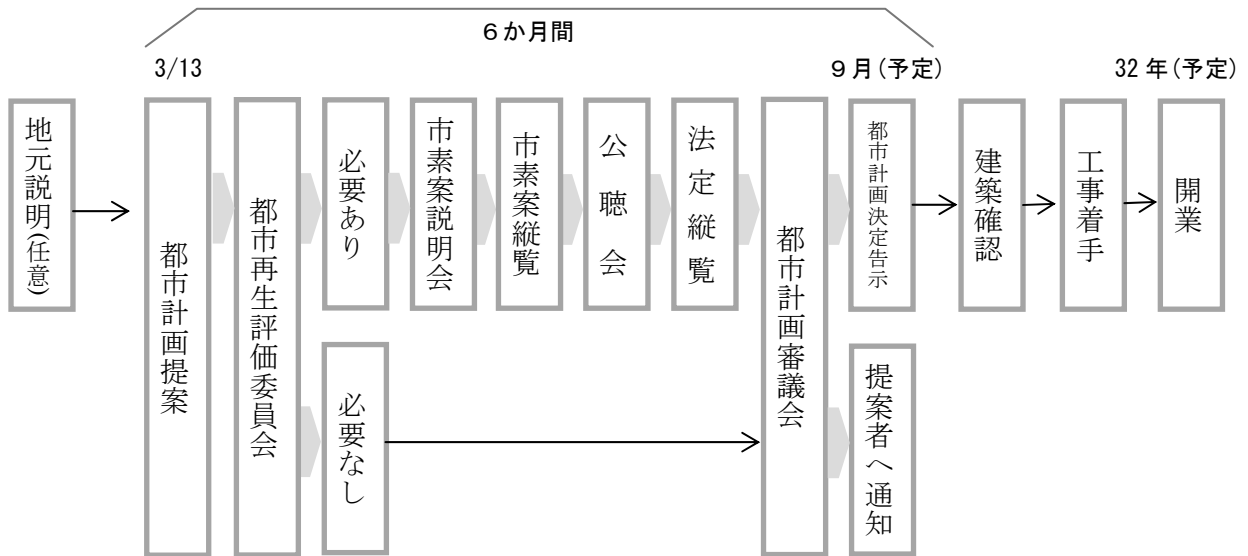 6か月間
3/13
9月(予定)
32年(予定)
地元説明(任意)
都市計画提案
都市再生評価委員会
必要あり
市素案説明会
市素案縦覧
公聴会
法定縦覧
都市計画審議会
都市計画決定告示
建築確認
工事着手
開業
必要なし
提案者へ通知